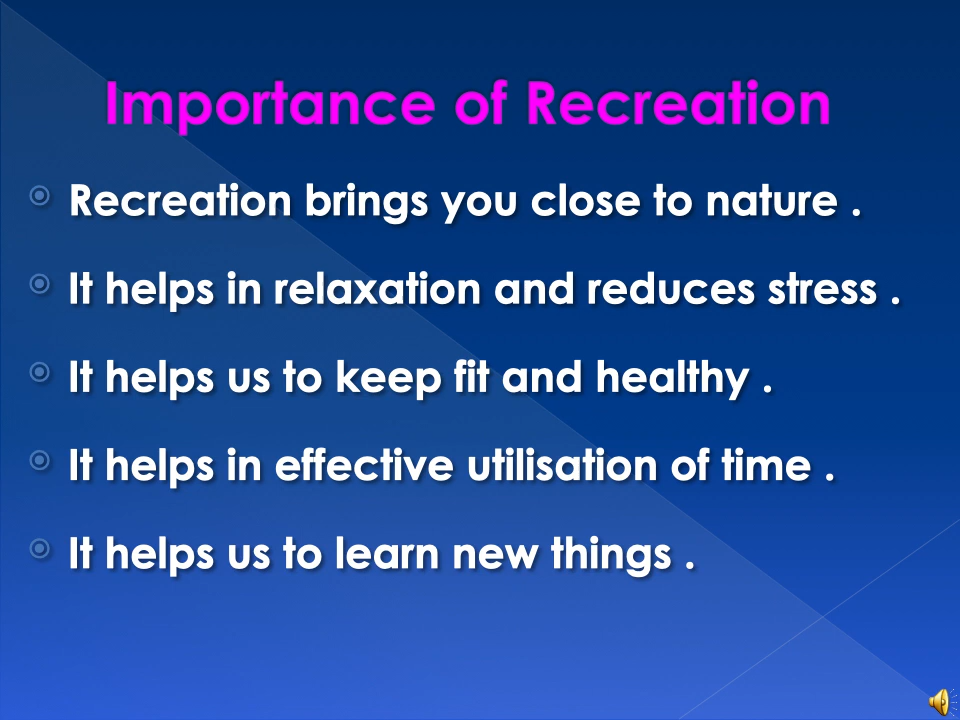 Importance of Recreation
Recreation brings you close to nature .
It helps in relaxation and reduces stress .
It helps us to keep fit and healthy .
It helps in effective utilisation of time .
It helps us to learn new things .